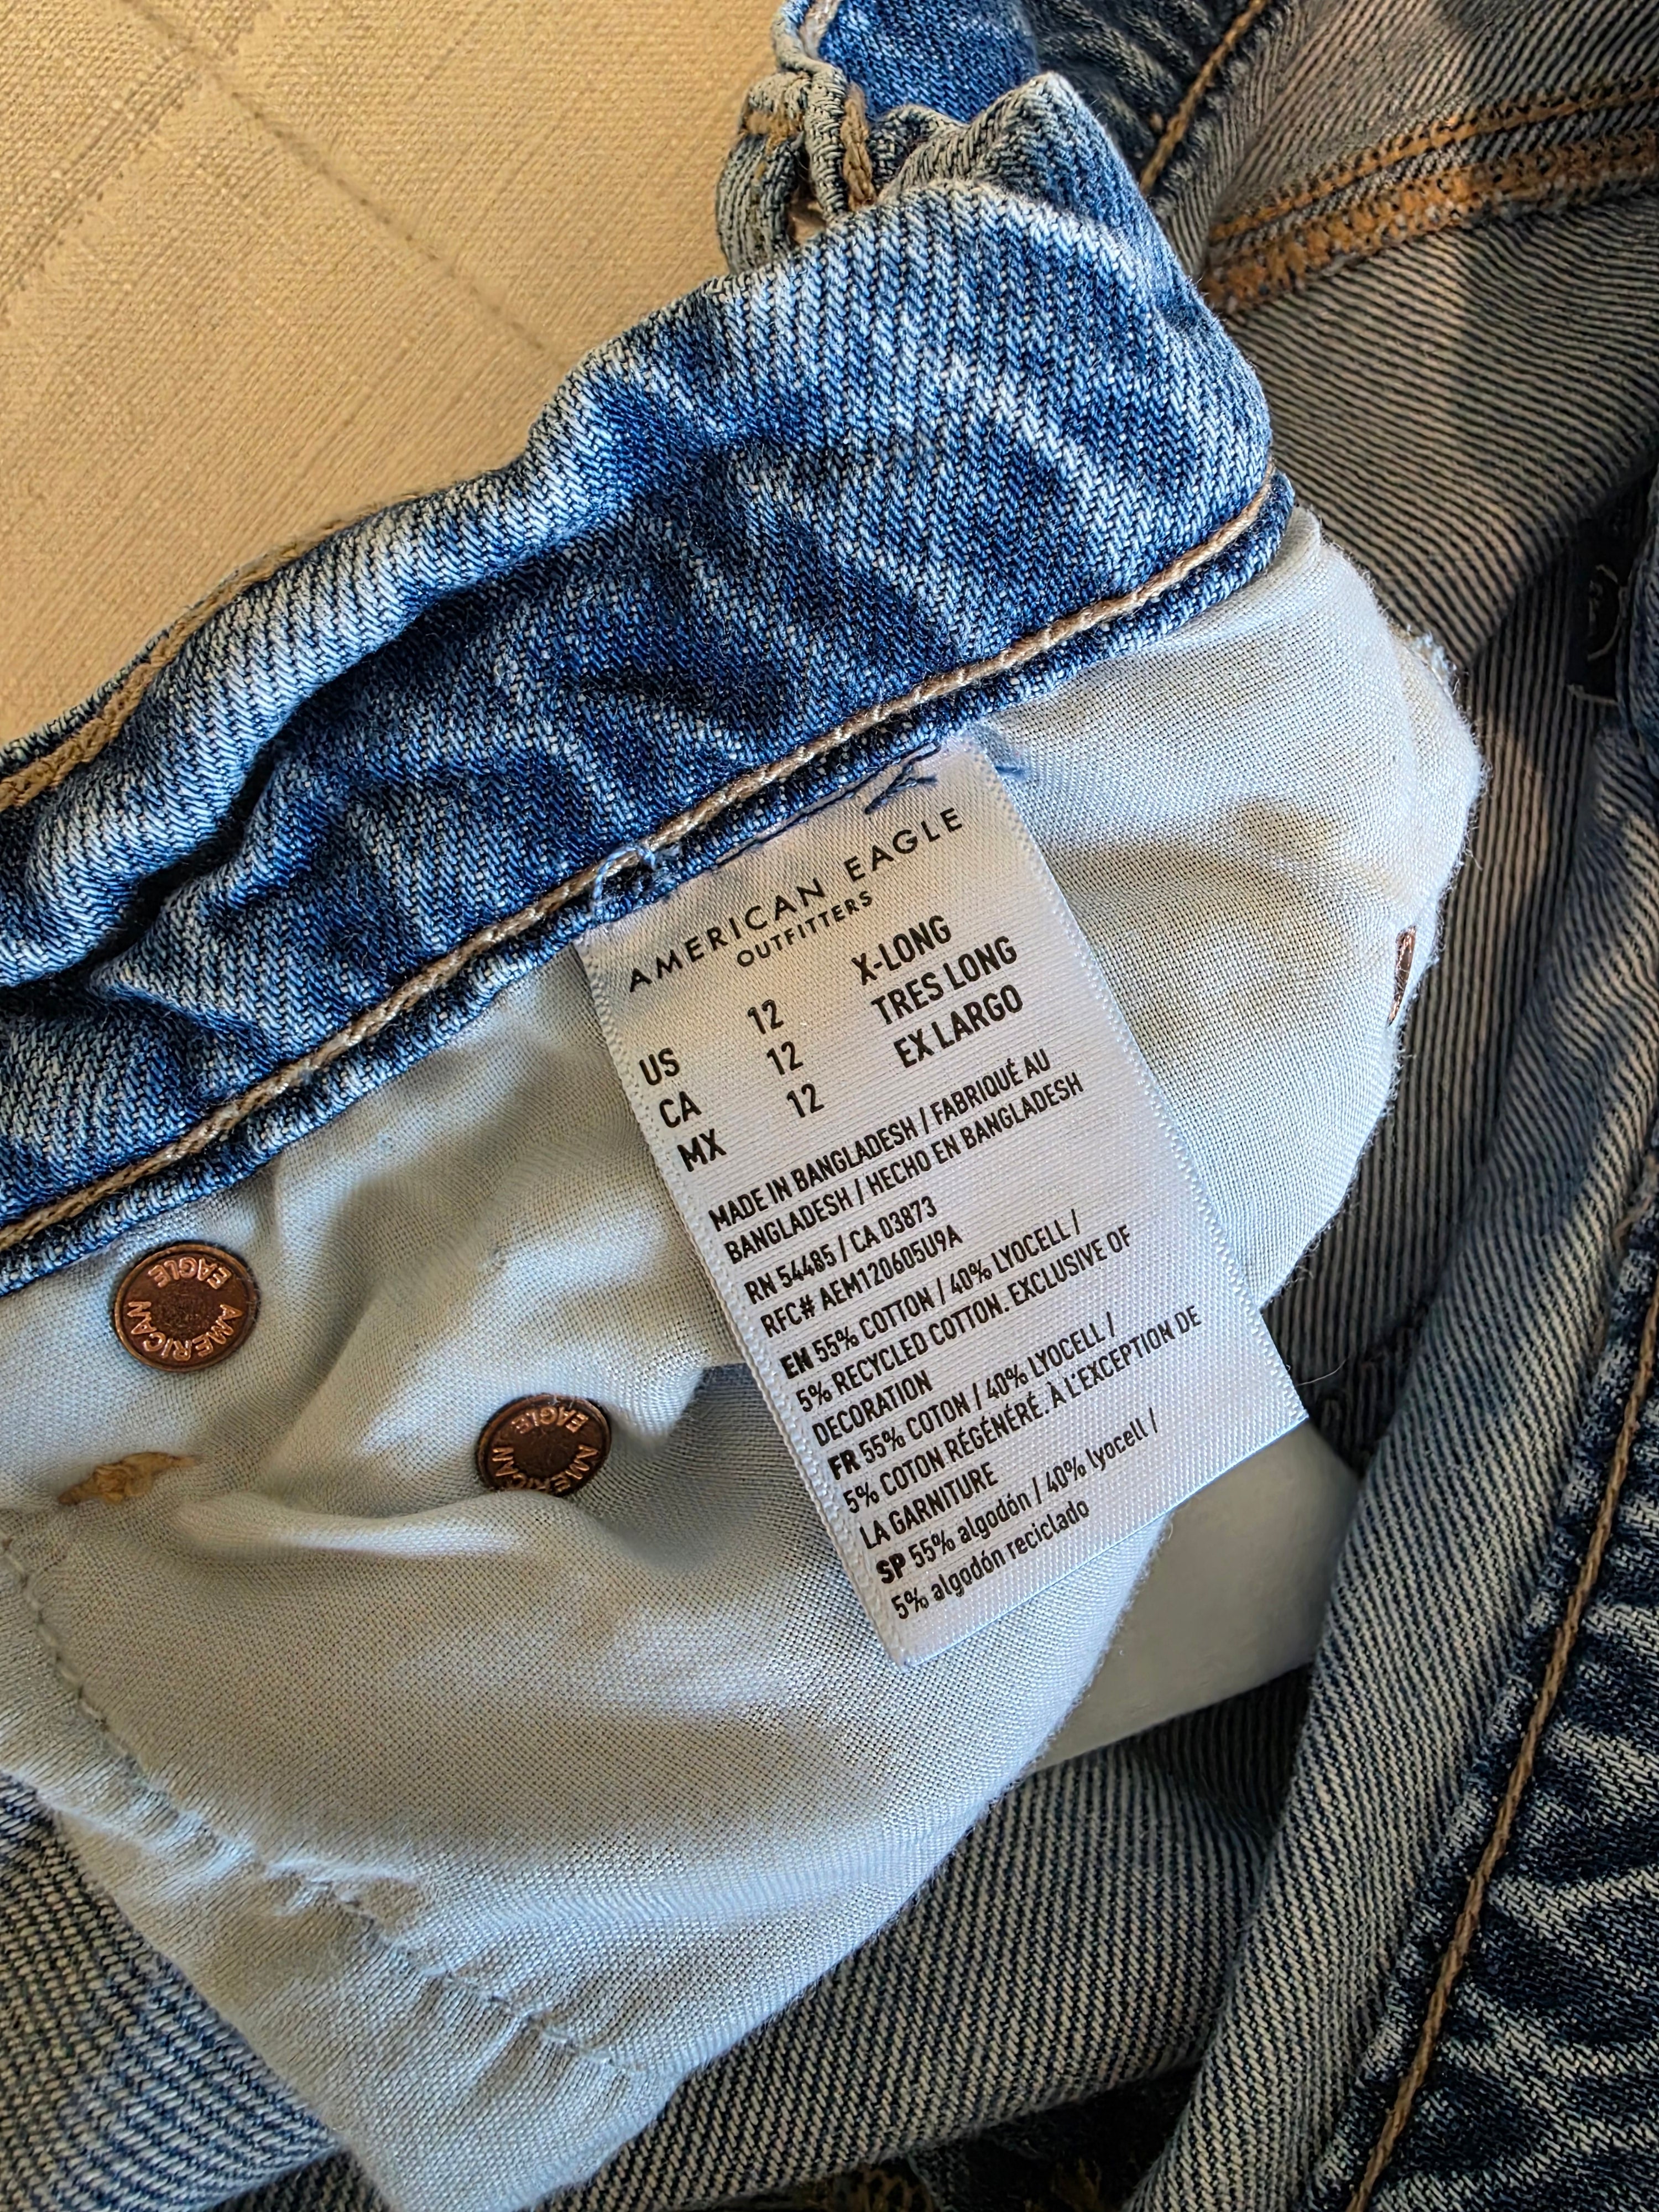 AMERICAN EAGLE
OUTFITTERS
US 12 X-LONG
CA 12 TRES LONG
MX 12 EX LARGO
MADE IN BANGLADESH / FABRIQUÉ AU
BANGLADESH / HECHO EN BANGLADESH
RN 54485 / CA 03873
RFC# AEM120605U9A
EN 55% COTTON / 40% LYOCELL /
5% RECYCLED COTTON. EXCLUSIVE OF
DECORATION
FR 55% COTON / 40% LYOCELL /
5% COTON RÉGÉNÉRÉ. À L'EXCEPTION DE
LA GARNITURE
SP 55% algodón / 40% lyocell /
5% algodón reciclado
AMERICAN EAGLE
AMERICAN EAGLE